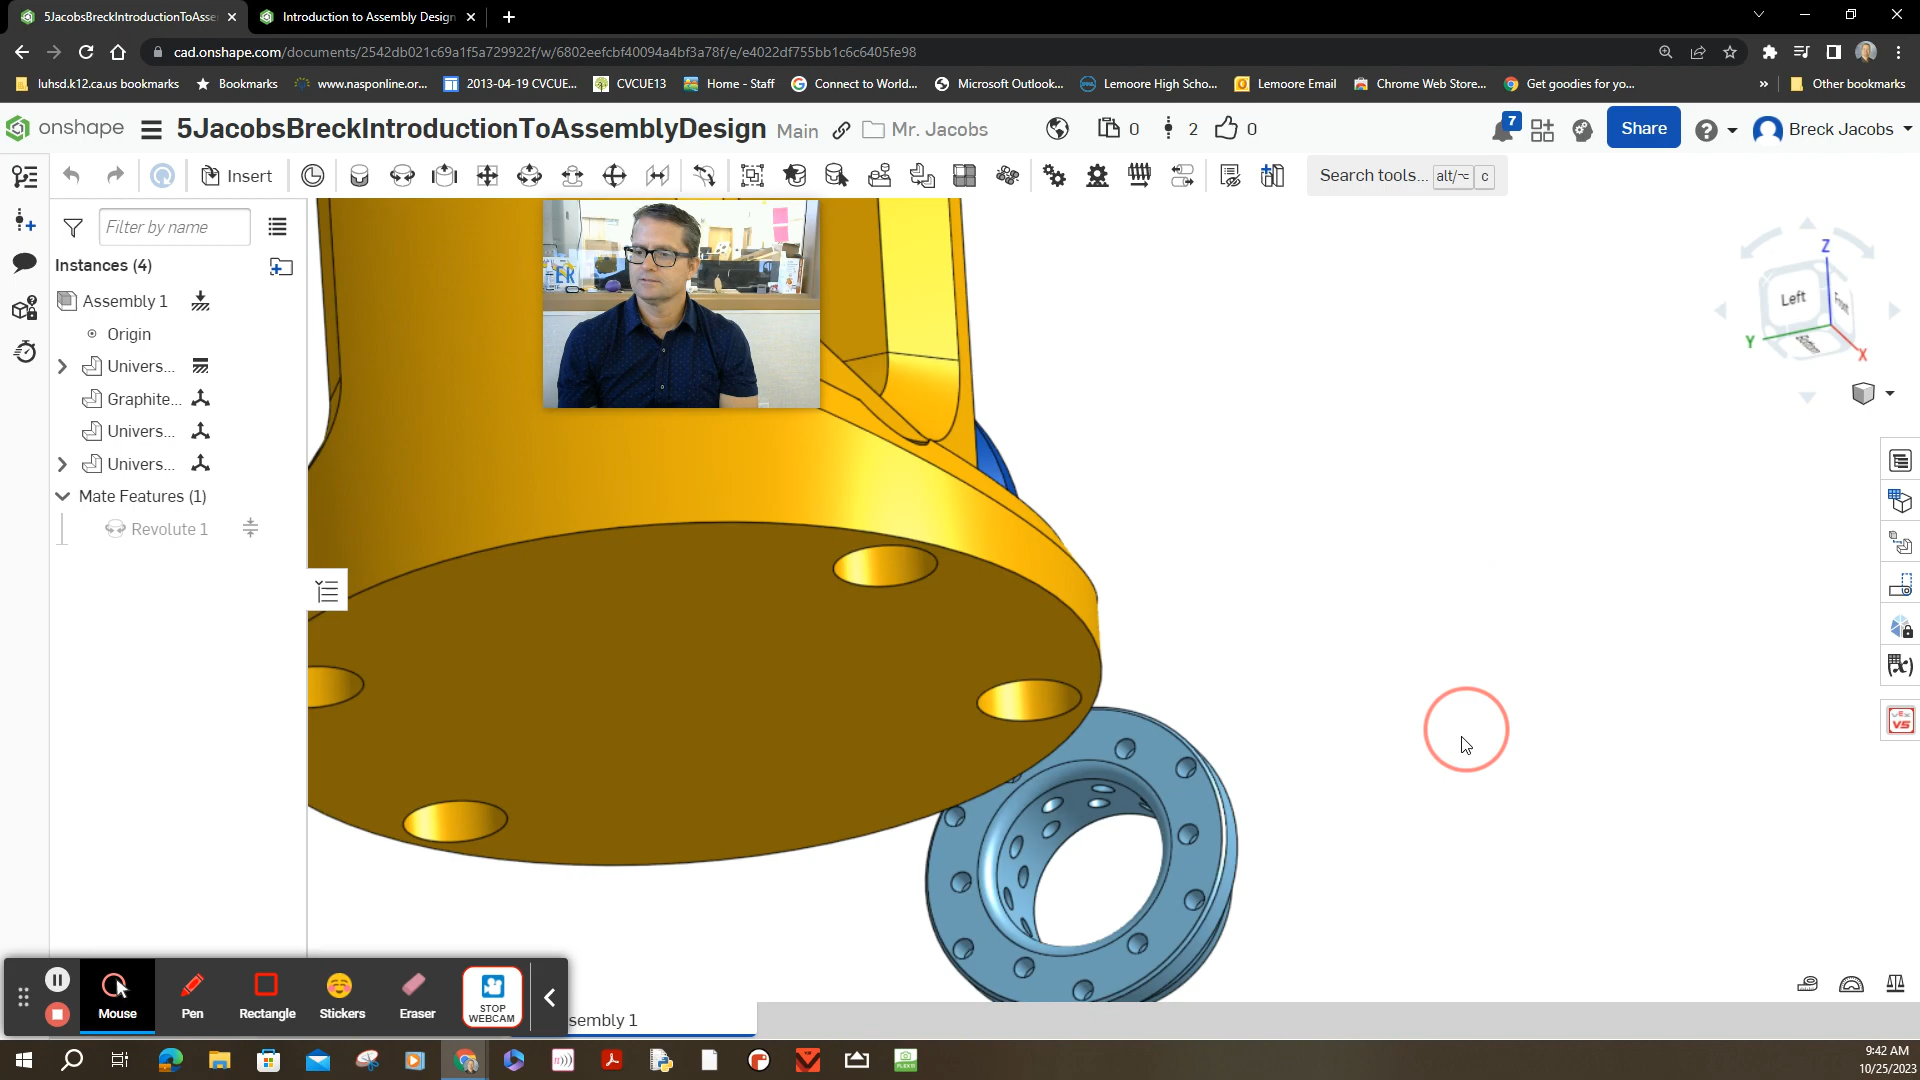 5JacobsBreckIntroductionToAsse
Introduction to Assembly Design
cad.onshape.com/documents/2542db021c69a1f5a729922f/w/6802eefcbf40094a4bf3a78f/e/e4022df755bb1c6c6405fe98
luhsd.k12.ca.us bookmarks
Bookmarks
www.nasponline.or...
2013-04-19 CVCUE...
CVCUE13
Home - Staff
Connect to World...
Microsoft Outlook...
Lemoore High Scho...
Lemoore Email
Chrome Web Store...
Get goodies for yo...
»
Other bookmarks
onshape
5JacobsBreckIntroductionToAssemblyDesign
Main
Mr. Jacobs
0
2
0
7
Share
Breck Jacobs
Insert
Search tools... alt/⌥ c
Filter by name
Instances (4)
Assembly 1
Origin
Univers...
Graphite...
Univers...
Univers...
Mate Features (1)
Revolute 1
ER
Z
Left
Front
Bottom
Y
X
VEX
V5
Mouse
Pen
Rectangle
Stickers
Eraser
STOP
WEBCAM
sembly 1
9:42 AM
10/25/2023